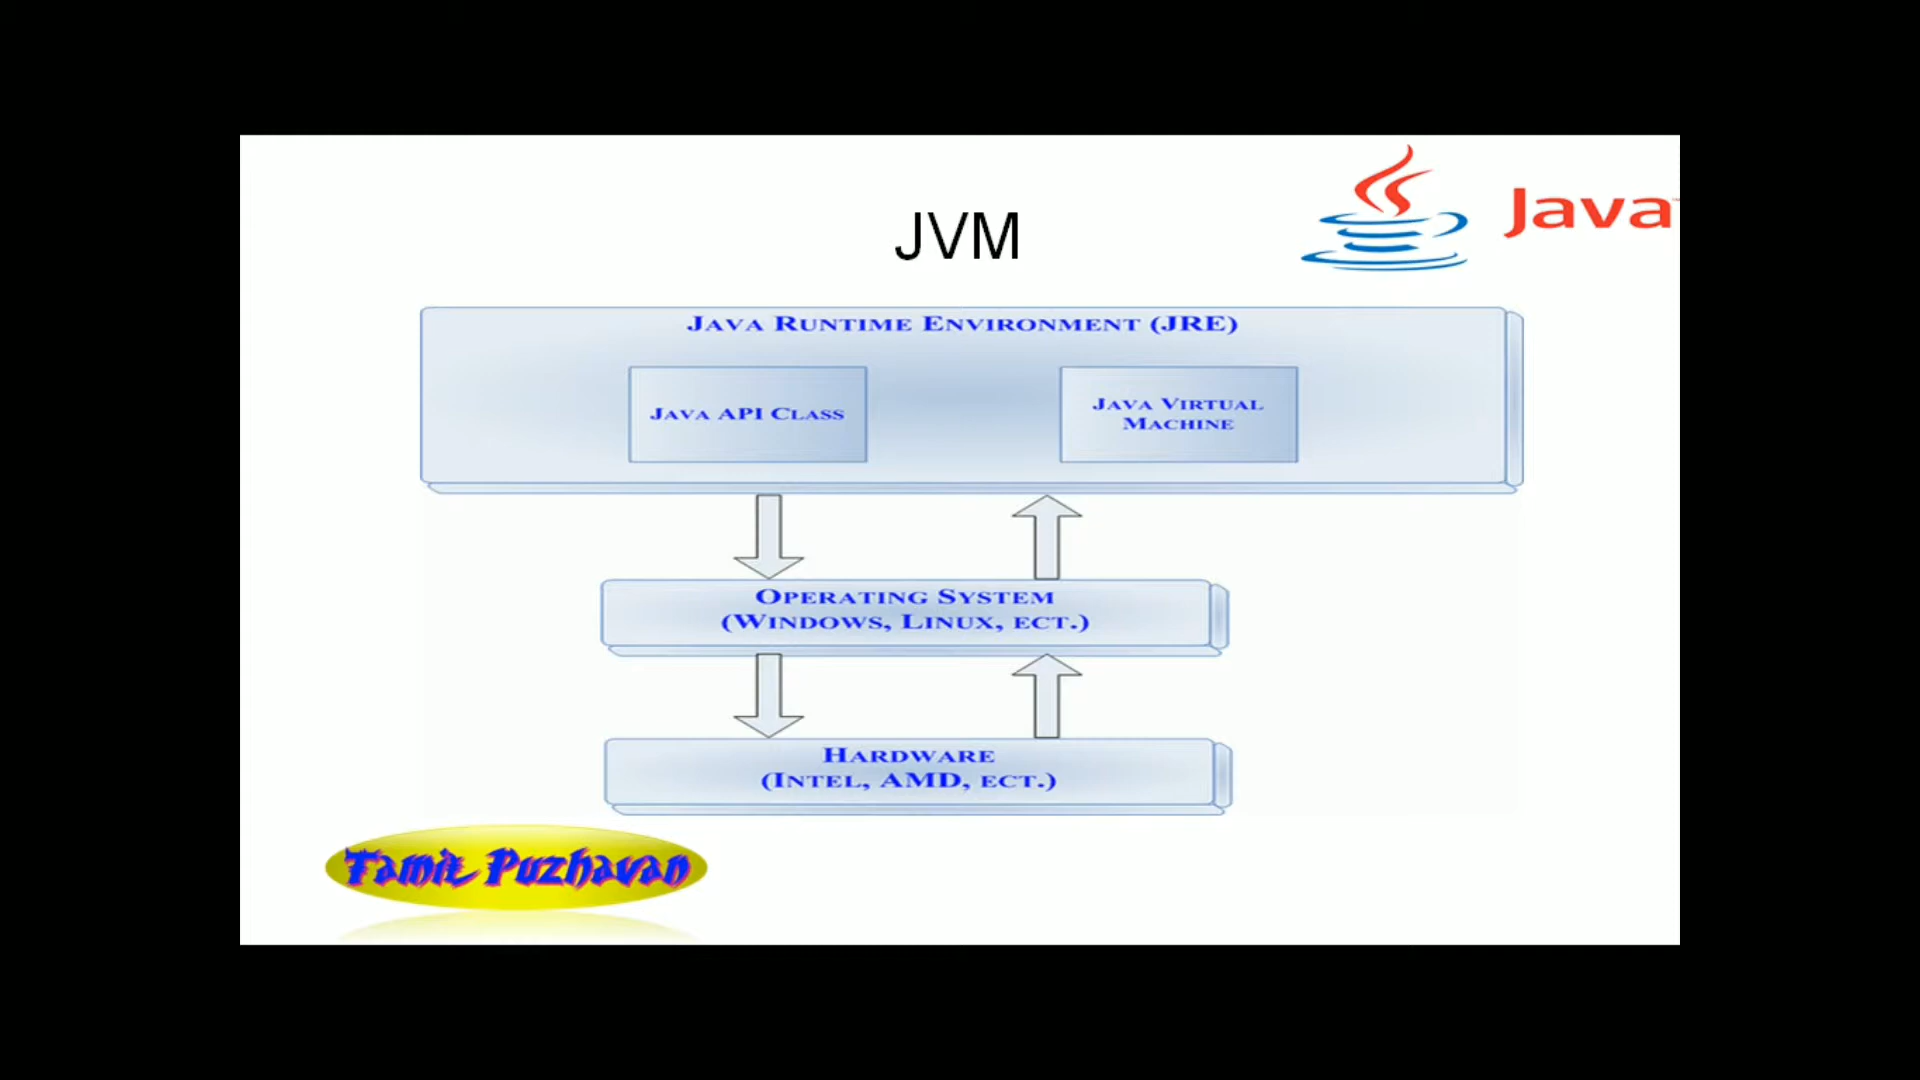 JVM
Java
JAVA RUNTIME ENVIRONMENT (JRE)
JAVA API CLASS
JAVA VIRTUAL
MACHINE
OPERATING SYSTEM
(WINDOWS, LINUX, ECT.)
HARDWARE
(INTEL, AMD, ECT.)
Tamil Puzhavan